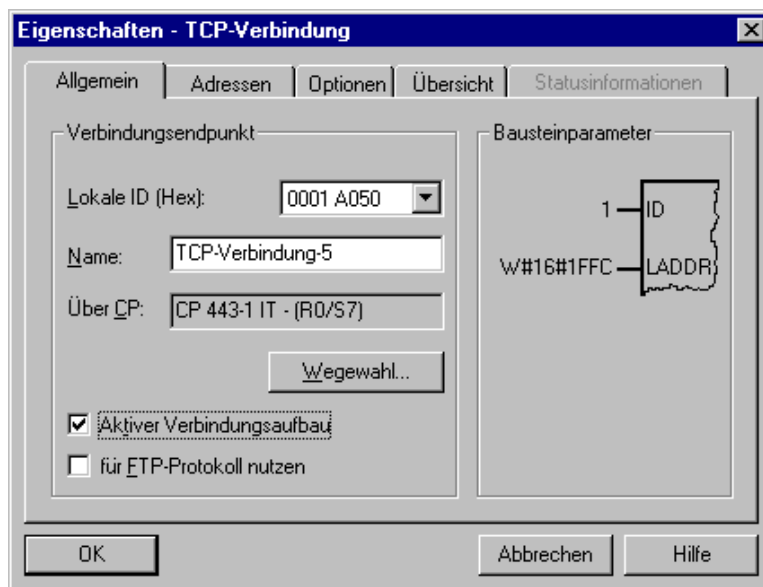 Eigenschaften - TCP-Verbindung
Allgemein Adressen Optionen Übersicht Statusinformationen
Verbindungsendpunkt
Lokale ID (Hex): 0001 A050
Name: TCP-Verbindung-5
Über CP: CP 443-1 IT - (R0/S7)
Wegewahl...
Aktiver Verbindungsaufbau
für FTP-Protokoll nutzen
Bausteinparameter
1 ID
W#16#1FFC LADDR
OK Abbrechen Hilfe